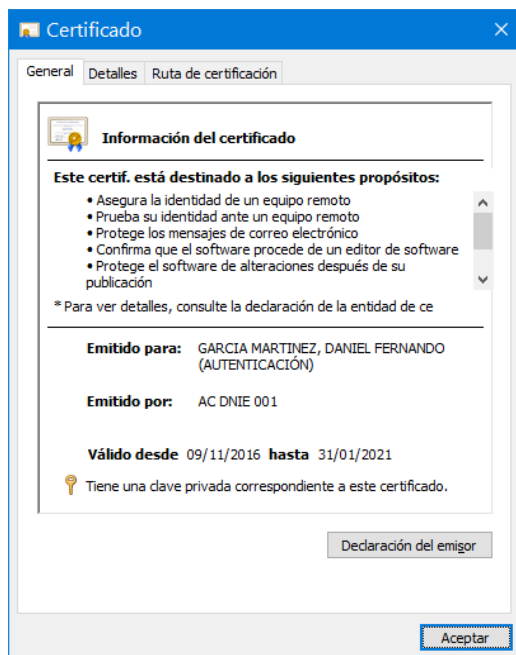 Certificado
General Detalles Ruta de certificación
Información del certificado
Este certif. está destinado a los siguientes propósitos:
• Asegura la identidad de un equipo remoto
• Prueba su identidad ante un equipo remoto
• Protege los mensajes de correo electrónico
• Confirma que el software procede de un editor de software
• Protege el software de alteraciones después de su
publicación
* Para ver detalles, consulte la declaración de la entidad de ce
Emitido para: GARCIA MARTINEZ, DANIEL FERNANDO
(AUTENTICACIÓN)
Emitido por: AC DNIE 001
Válido desde 09/11/2016 hasta 31/01/2021
Tiene una clave privada correspondiente a este certificado.
Declaración del emisor
Aceptar